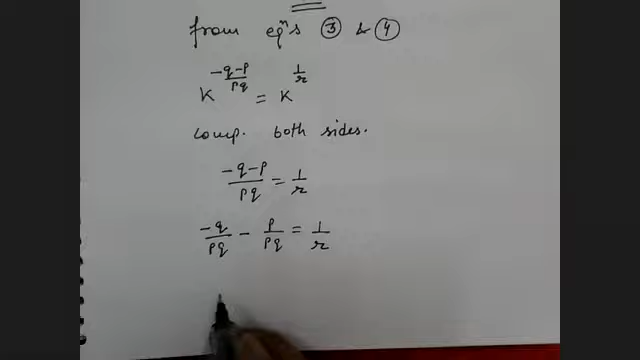 from eqⁿs ③ & ④
K^((-q-p)/(pq)) = K^(1/r)
comp. both sides.
(-q-p)/(pq) = 1/r
-q/(pq) - p/(pq) = 1/r